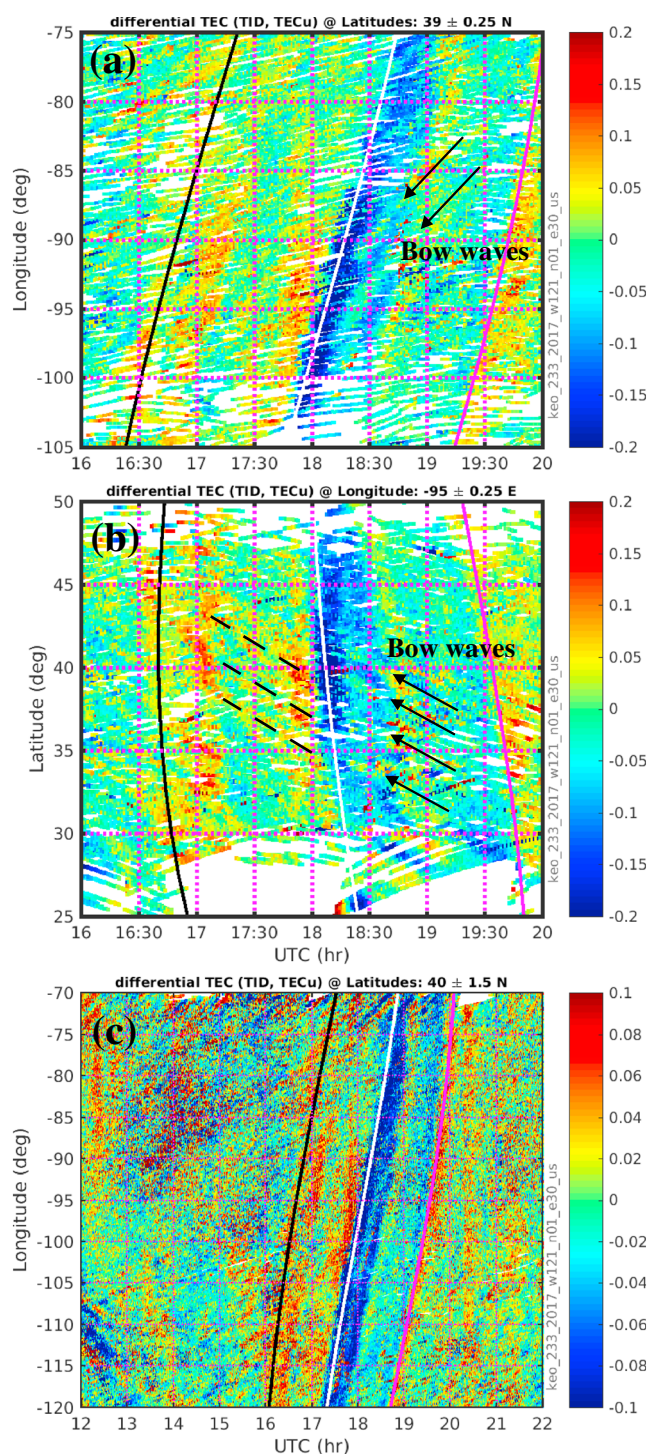 differential TEC (TID, TECu) @ Latitudes: 39 ± 0.25 N
(a)
-75
-80
-85
-90
-95
-100
-105
Longitude (deg)
Bow waves
keo_233_2017_w121_n01_e30_us
16 16:30 17 17:30 18 18:30 19 19:30 20
0.2
0.15
0.1
0.05
0
-0.05
-0.1
-0.15
-0.2
differential TEC (TID, TECu) @ Longitude: -95 ± 0.25 E
(b)
50
45
40
35
30
25
Latitude (deg)
Bow waves
keo_233_2017_w121_n01_e30_us
16 16:30 17 17:30 18 18:30 19 19:30 20
UTC (hr)
0.2
0.15
0.1
0.05
0
-0.05
-0.1
-0.15
-0.2
differential TEC (TID, TECu) @ Latitudes: 40 ± 1.5 N
(c)
-70
-75
-80
-85
-90
-95
-100
-105
-110
-115
-120
Longitude (deg)
keo_233_2017_w121_n01_e30_us
12 13 14 15 16 17 18 19 20 21 22
UTC (hr)
0.1
0.08
0.06
0.04
0.02
0
-0.02
-0.04
-0.06
-0.08
-0.1